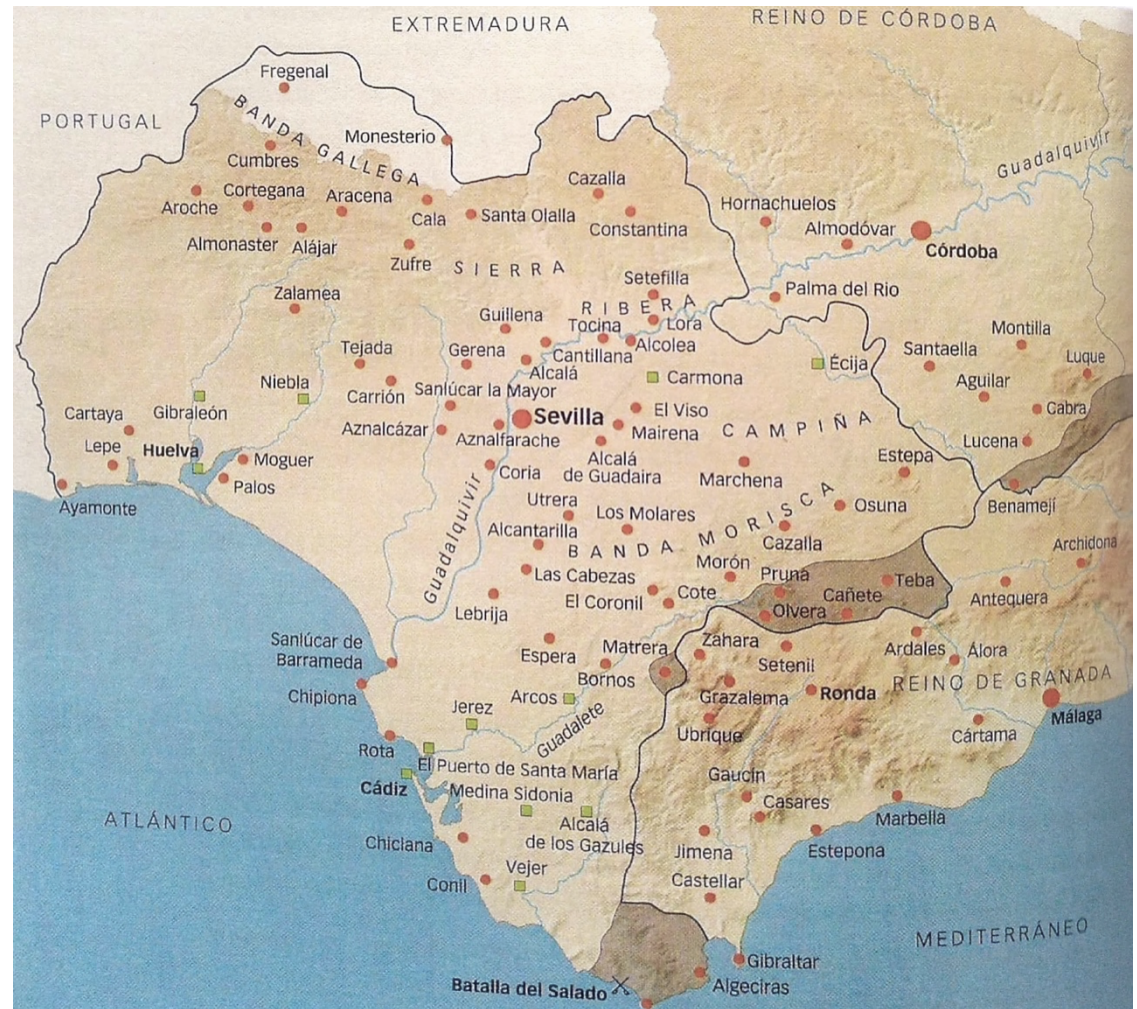 EXTREMADURA
REINO DE CÓRDOBA
PORTUGAL
Fregenal
BANDA GALLEGA
Monesterio
Guadalquivir
Cumbres
Cortegana
Aracena
Cazalla
Hornachuelos
Aroche
Cala
Santa Olalla
Constantina
Almodóvar
Almonaster
Alájar
Córdoba
Zufre
SIERRA
Setefilla
Palma del Rio
Zalamea
RIBERA
Guillena
Tocina
Lora
Montilla
Tejada
Gerena
Cantillana
Alcolea
Santaella
Luque
Niebla
Alcalá
Écija
Carrión
Sanlúcar la Mayor
Carmona
Aguilar
Cartaya
Gibraleón
Sevilla
El Viso
Cabra
Aznalcázar
Aznalfarache
Mairena
CAMPIÑA
Lepe
Huelva
Moguer
Coria
Alcalá
de Guadaira
Estepa
Lucena
Palos
Marchena
Ayamonte
Utrera
Osuna
Benamejí
Guadalquivir
Alcantarilla
Los Molares
BANDA MORISCA
Cazalla
Archidona
Las Cabezas
Morón
Pruna
Teba
Lebrija
El Coronil
Cote
Cañete
Antequera
Olvera
Sanlúcar de
Barrameda
Espera
Matrera
Zahara
Setenil
Ardales
Álora
Bornos
Chipiona
Arcos
Grazalema
Ronda
REINO DE GRANADA
Jerez
Guadalete
Ubrique
Cártama
Málaga
Rota
El Puerto de Santa María
Gaucín
Cádiz
Medina Sidonia
Casares
Marbella
ATLÁNTICO
Alcalá
de los Gazules
Chiclana
Jimena
Estepona
Vejer
Conil
Castellar
MEDITERRÁNEO
Gibraltar
Batalla del Salado
Algeciras